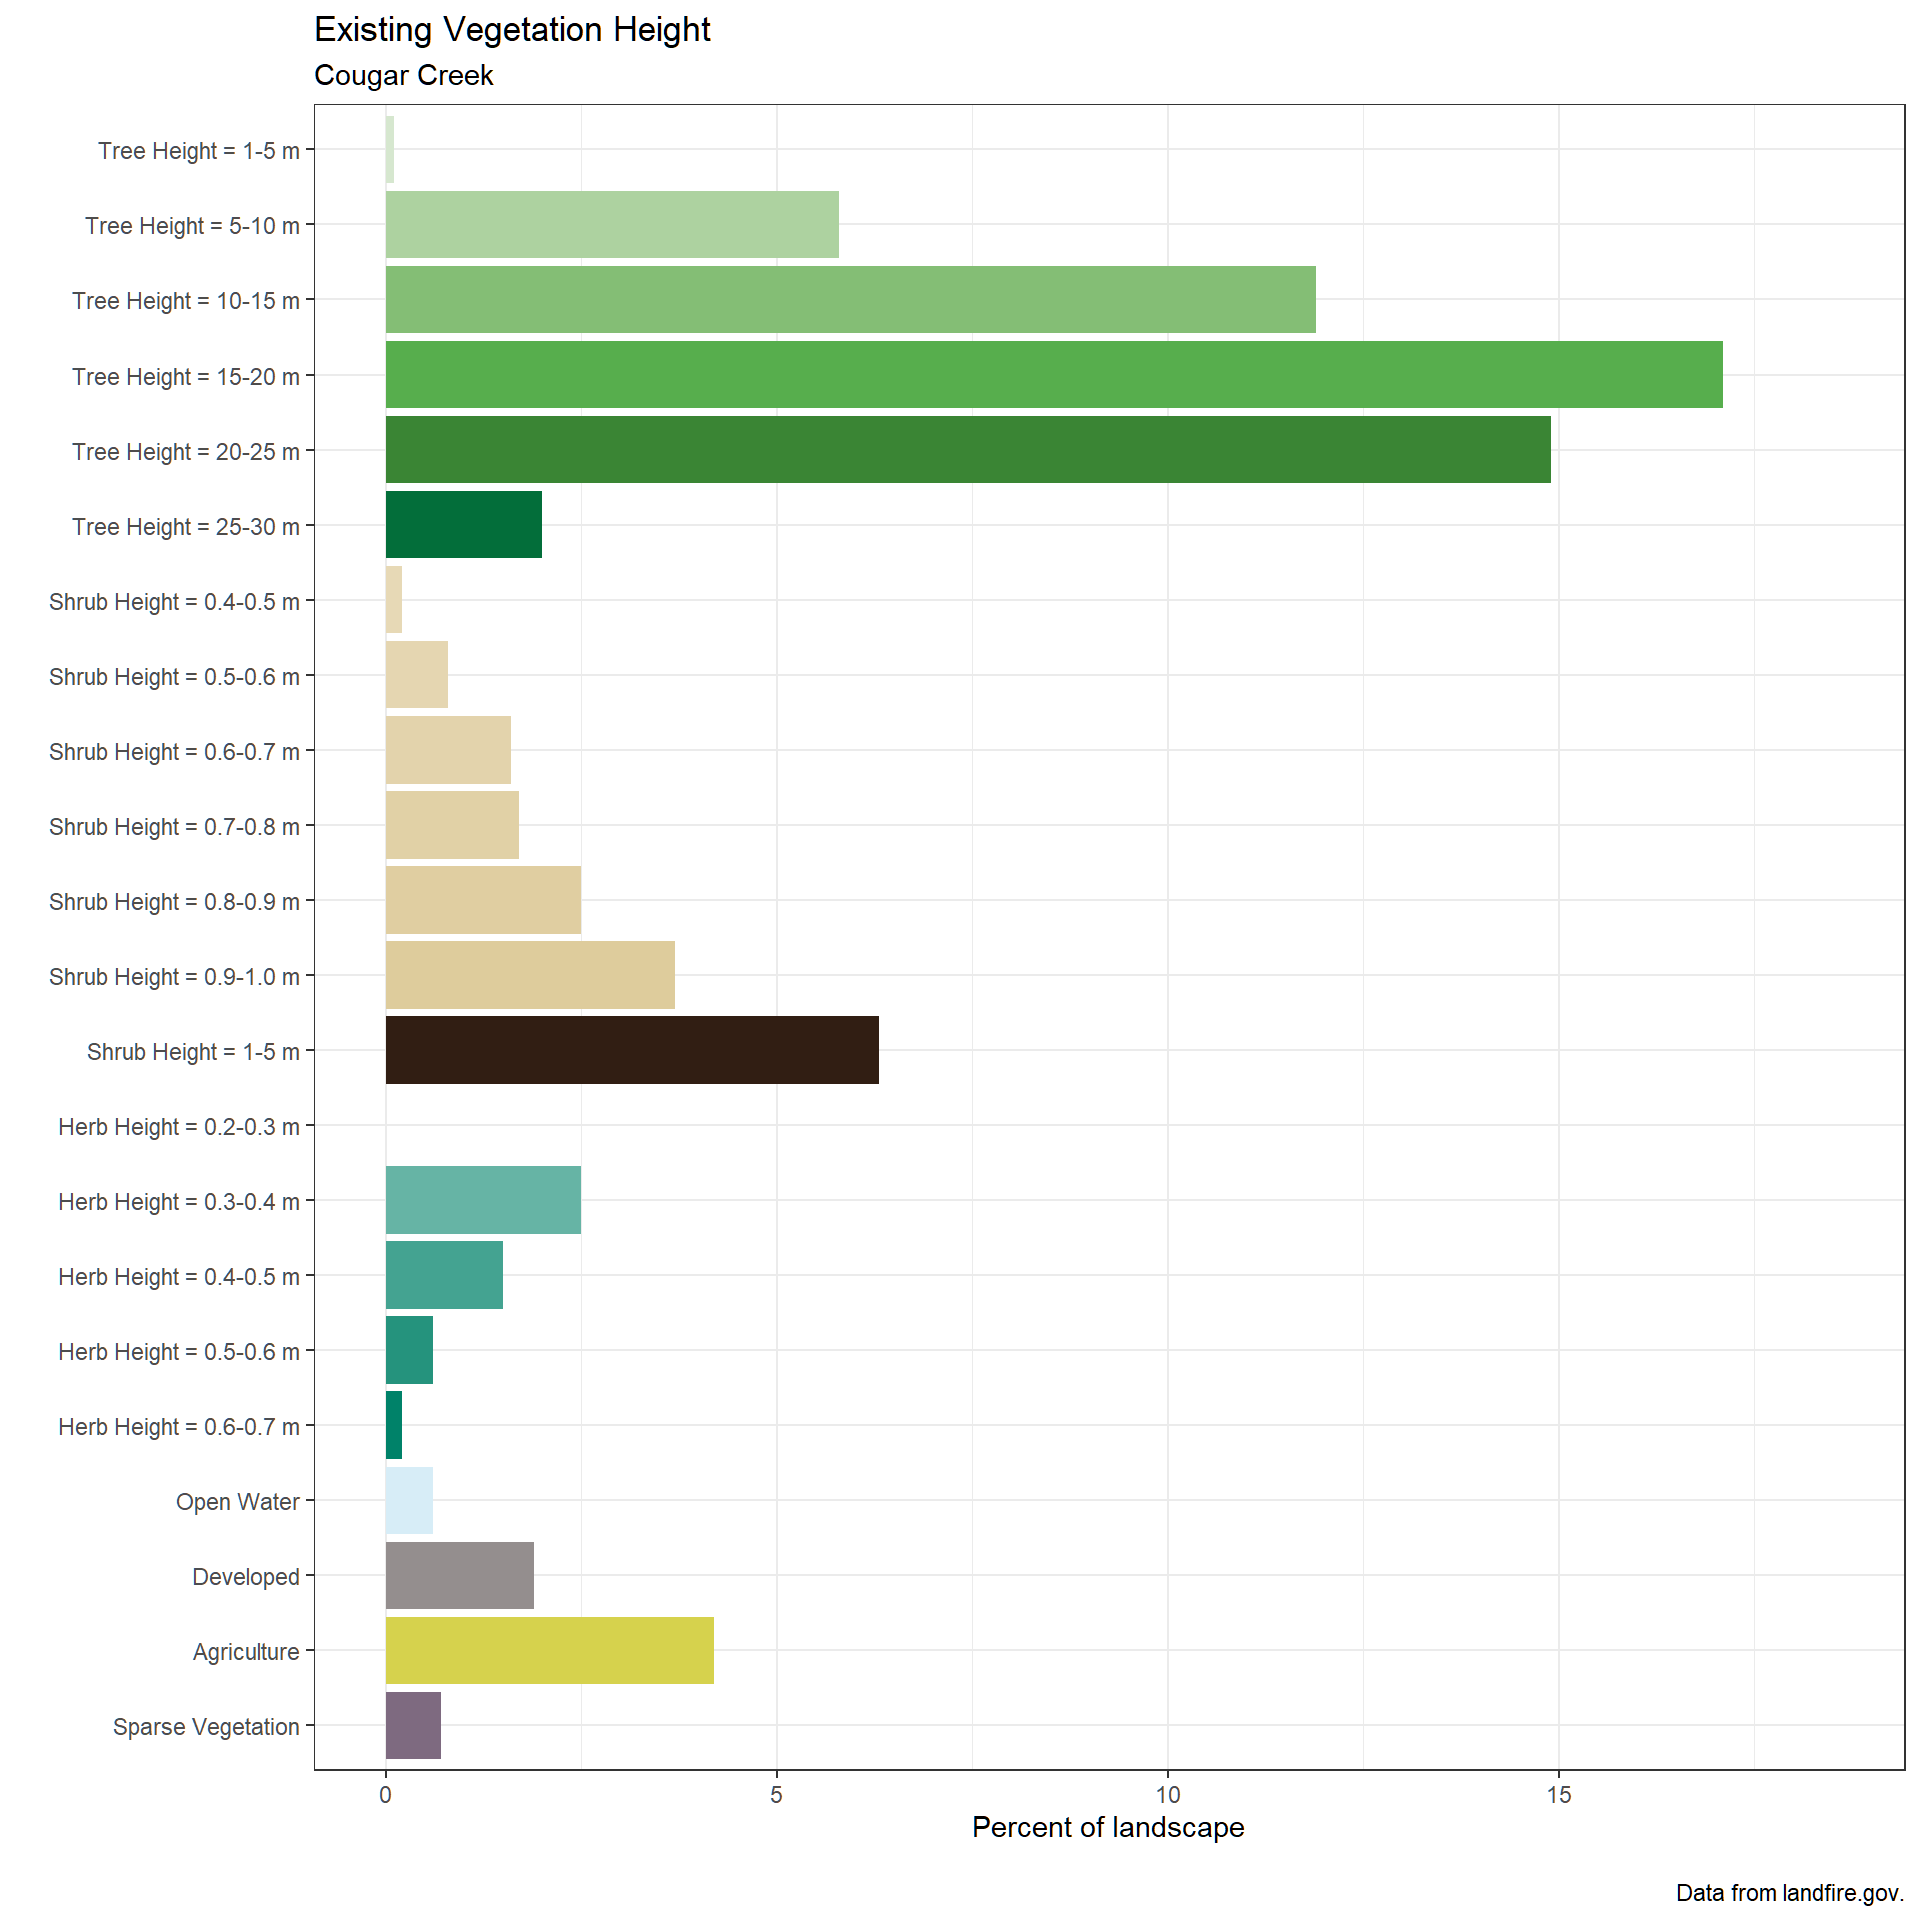 Existing Vegetation Height
Cougar Creek
Tree Height = 1-5 m
Tree Height = 5-10 m
Tree Height = 10-15 m
Tree Height = 15-20 m
Tree Height = 20-25 m
Tree Height = 25-30 m
Shrub Height = 0.4-0.5 m
Shrub Height = 0.5-0.6 m
Shrub Height = 0.6-0.7 m
Shrub Height = 0.7-0.8 m
Shrub Height = 0.8-0.9 m
Shrub Height = 0.9-1.0 m
Shrub Height = 1-5 m
Herb Height = 0.2-0.3 m
Herb Height = 0.3-0.4 m
Herb Height = 0.4-0.5 m
Herb Height = 0.5-0.6 m
Herb Height = 0.6-0.7 m
Open Water
Developed
Agriculture
Sparse Vegetation
0 5 10 15
Percent of landscape
Data from landfire.gov.